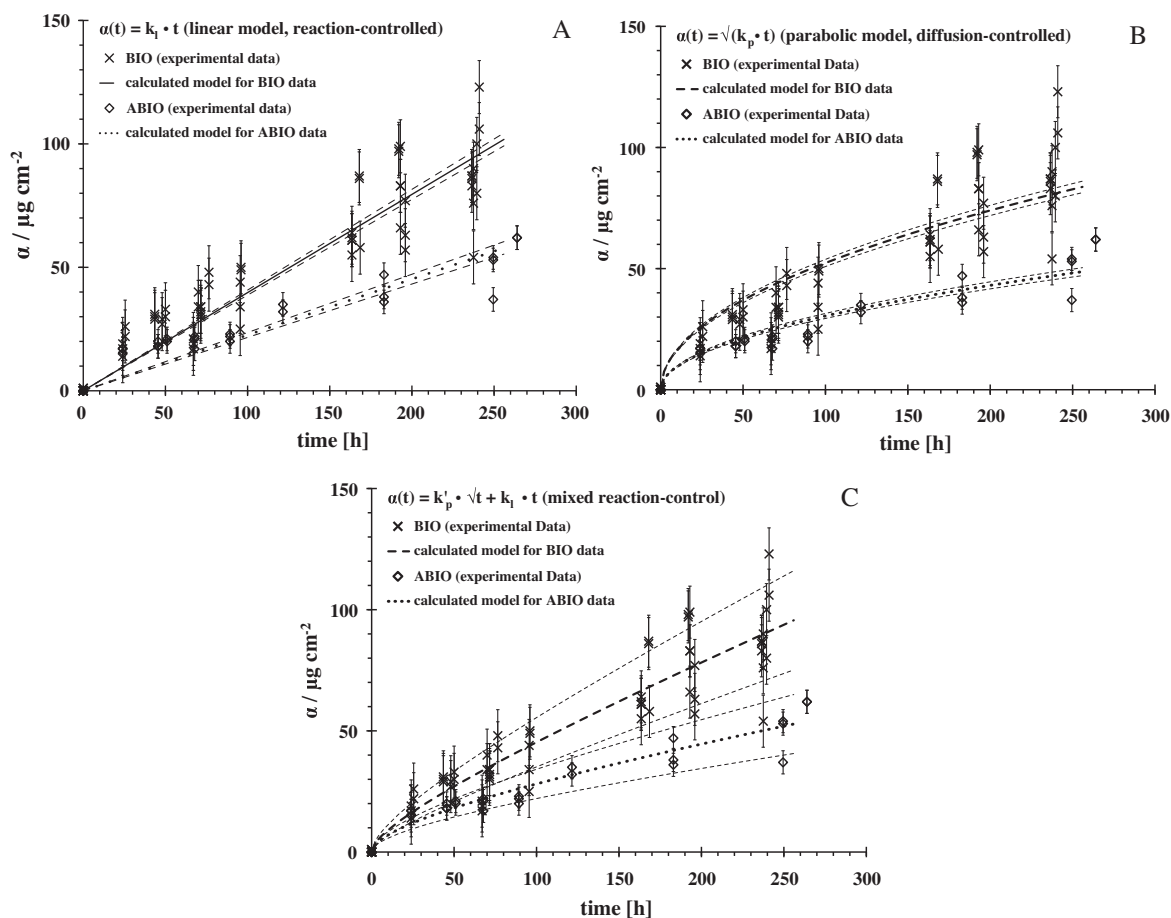 α(t) = kₗ • t (linear model, reaction-controlled)
A
× BIO (experimental data)
calculated model for BIO data
◇ ABIO (experimental data)
calculated model for ABIO data
150
100
50
0
α / µg cm⁻²
0 50 100 150 200 250 300
time [h]
α(t) = √(kₚ• t) (parabolic model, diffusion-controlled)
B
× BIO (experimental Data)
calculated model for BIO data
◇ ABIO (experimental Data)
calculated model for ABIO data
150
100
50
0
α / µg cm⁻²
0 50 100 150 200 250 300
time [h]
α(t) = k'ₚ • √t + kₗ • t (mixed reaction-control)
C
× BIO (experimental Data)
calculated model for BIO data
◇ ABIO (experimental Data)
calculated model for ABIO data
150
100
50
0
α / µg cm⁻²
0 50 100 150 200 250 300
time [h]